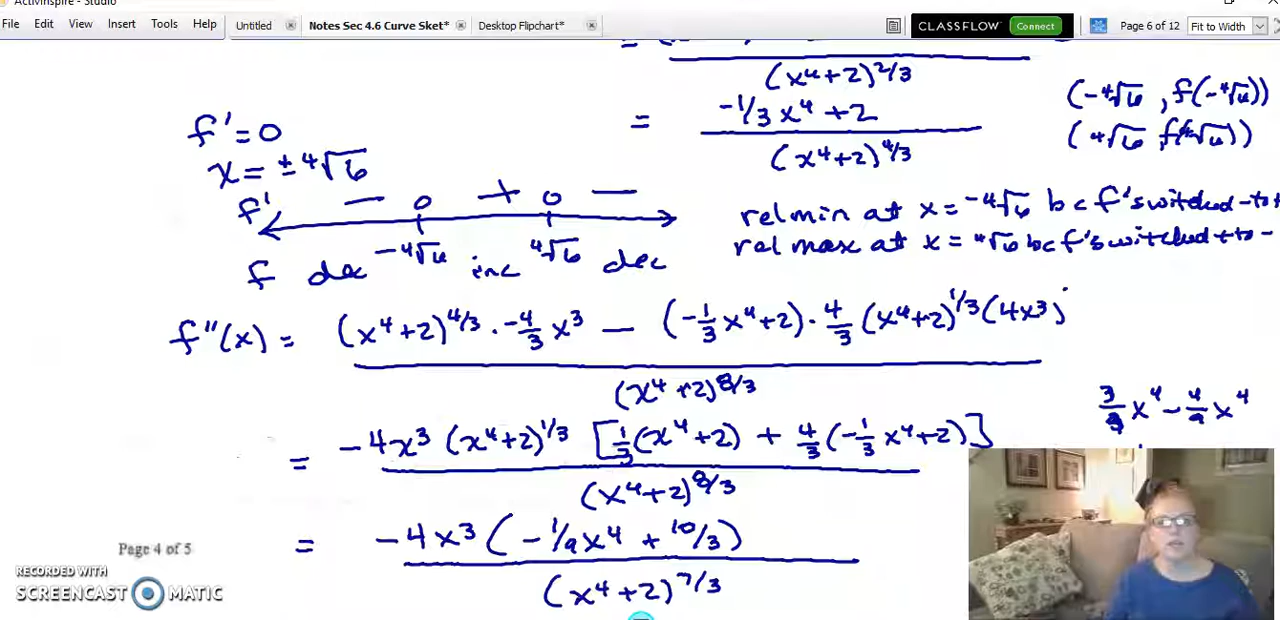 ActivInspire - Studio
File Edit View Insert Tools Help Untitled Notes Sec 4.6 Curve Sket* Desktop Flipchart* CLASSFLOW Connect Page 6 of 12 Fit to Width
(x⁴+2)^2/3
= -1/3 x⁴ + 2
(x⁴+2)^4/3
(-⁴√6 , f(-⁴√6))
(⁴√6 f(⁴√6))
f' = 0
x = ±⁴√6
f' — 0 + 0 —
-⁴√6 ⁴√6
f dec inc dec
rel min at x = -⁴√6 bc f' switched - to +
rel max at x = ⁴√6 bc f' switched + to -
f''(x) = (x⁴+2)^4/3 · -4/3 x³ — (-1/3 x⁴+2) · 4/3 (x⁴+2)^1/3 (4x³)
(x⁴+2)^8/3
3/9 x⁴ - 4/9 x⁴
= -4x³ (x⁴+2)^1/3 [1/3 (x⁴+2) + 4/3 (-1/3 x⁴+2)]
(x⁴+2)^8/3
= -4x³ (-1/9 x⁴ + 10/3)
(x⁴+2)^7/3
Page 4 of 5
RECORDED WITH
SCREENCAST MATIC